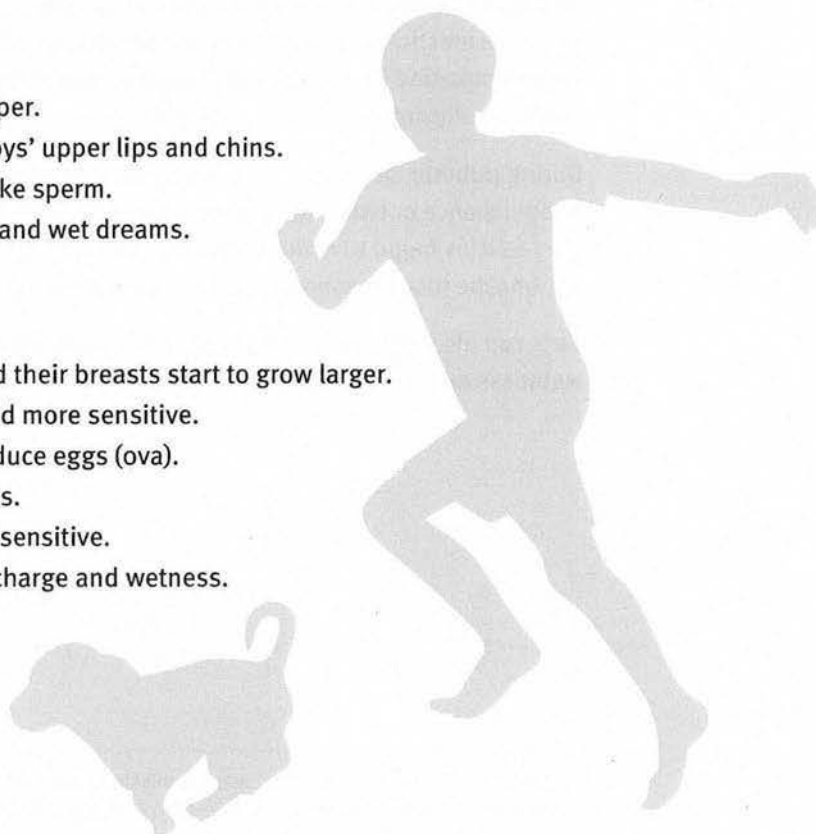 per.
oys' upper lips and chins.
ke sperm.
and wet dreams.
d their breasts start to grow larger.
d more sensitive.
duce eggs (ova).
s.
sensitive.
charge and wetness.